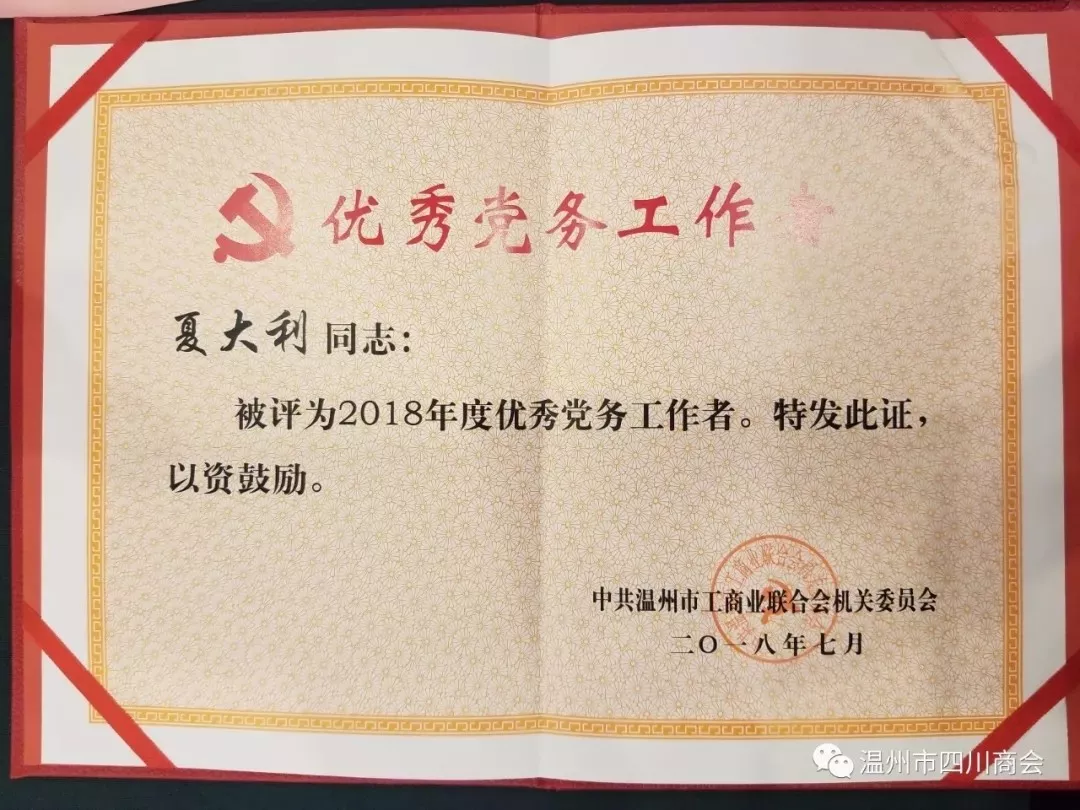 优秀党务工作者
夏大利同志：
被评为2018年度优秀党务工作者。特发此证，
以资鼓励。
中共温州市工商业联合会机关委员会
二〇一八年七月
温州市四川商会